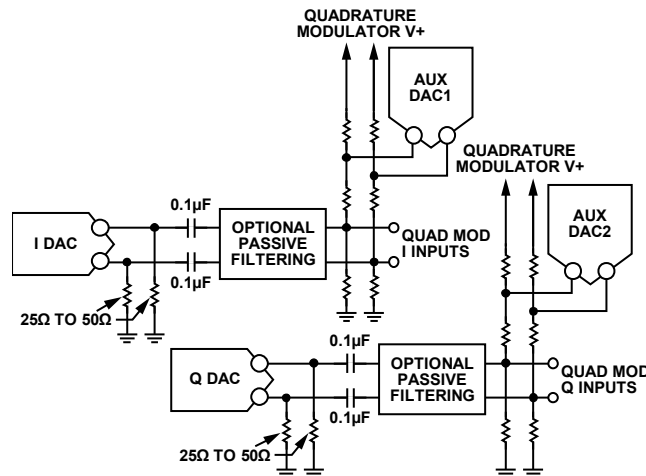 QUADRATURE
MODULATOR V+
AUX
DAC1
QUADRATURE
MODULATOR V+
AUX
DAC2
0.1µF
I DAC
OPTIONAL
PASSIVE
FILTERING
QUAD MOD
I INPUTS
0.1µF
25Ω TO 50Ω
0.1µF
Q DAC
OPTIONAL
PASSIVE
FILTERING
QUAD MOD
Q INPUTS
0.1µF
25Ω TO 50Ω